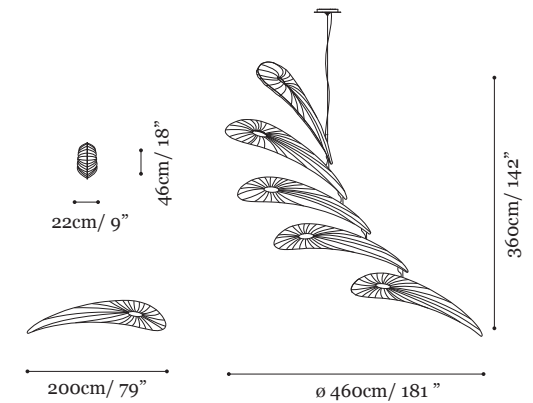 46cm/ 18”
22cm/ 9”
360cm/ 142”
200cm/ 79 ”
ø 460cm/ 181 ”